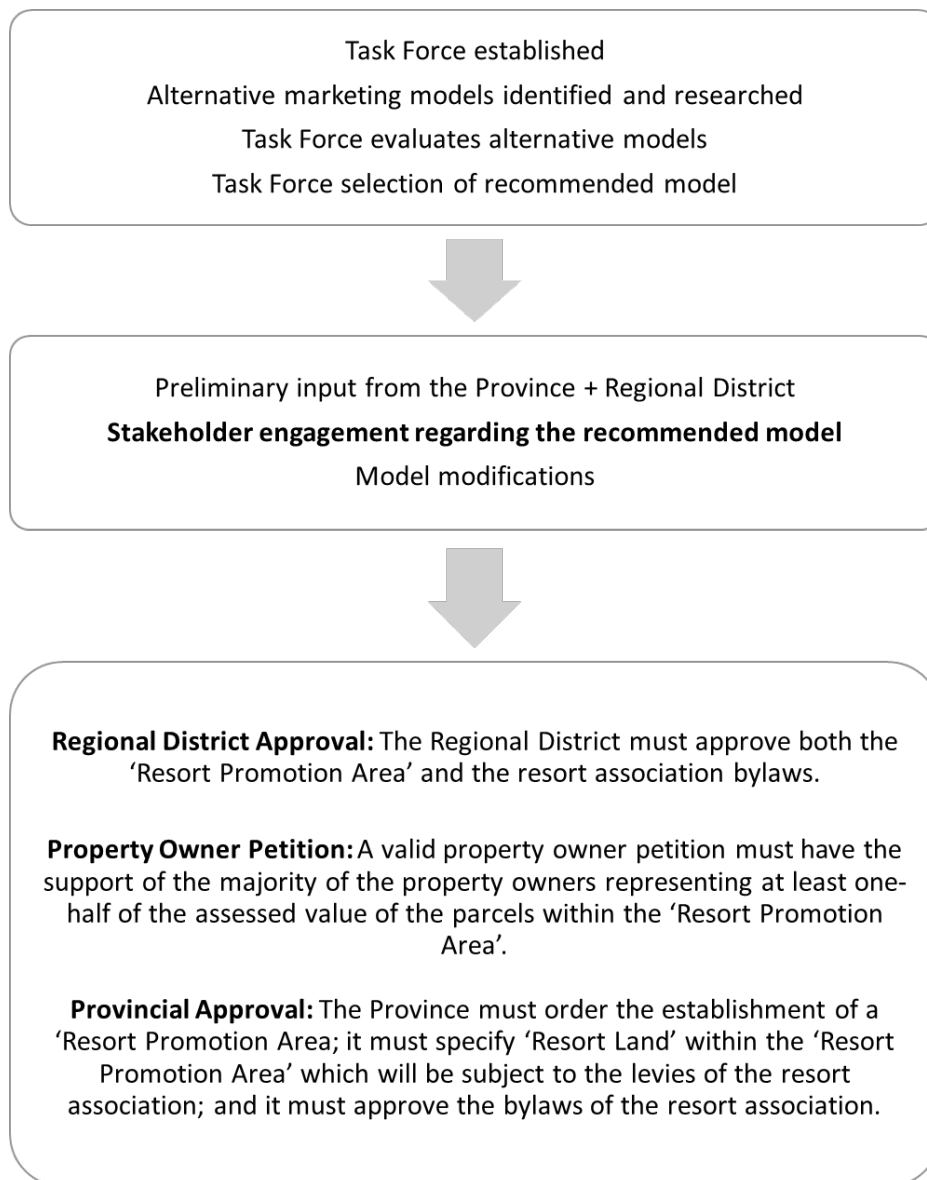 Task Force established
Alternative marketing models identified and researched
Task Force evaluates alternative models
Task Force selection of recommended model
Preliminary input from the Province + Regional District
Stakeholder engagement regarding the recommended model
Model modifications
Regional District Approval: The Regional District must approve both the
‘Resort Promotion Area’ and the resort association bylaws.
Property Owner Petition: A valid property owner petition must have the
support of the majority of the property owners representing at least one-
half of the assessed value of the parcels within the ‘Resort Promotion
Area’.
Provincial Approval: The Province must order the establishment of a
‘Resort Promotion Area; it must specify ‘Resort Land’ within the ‘Resort
Promotion Area’ which will be subject to the levies of the resort
association; and it must approve the bylaws of the resort association.